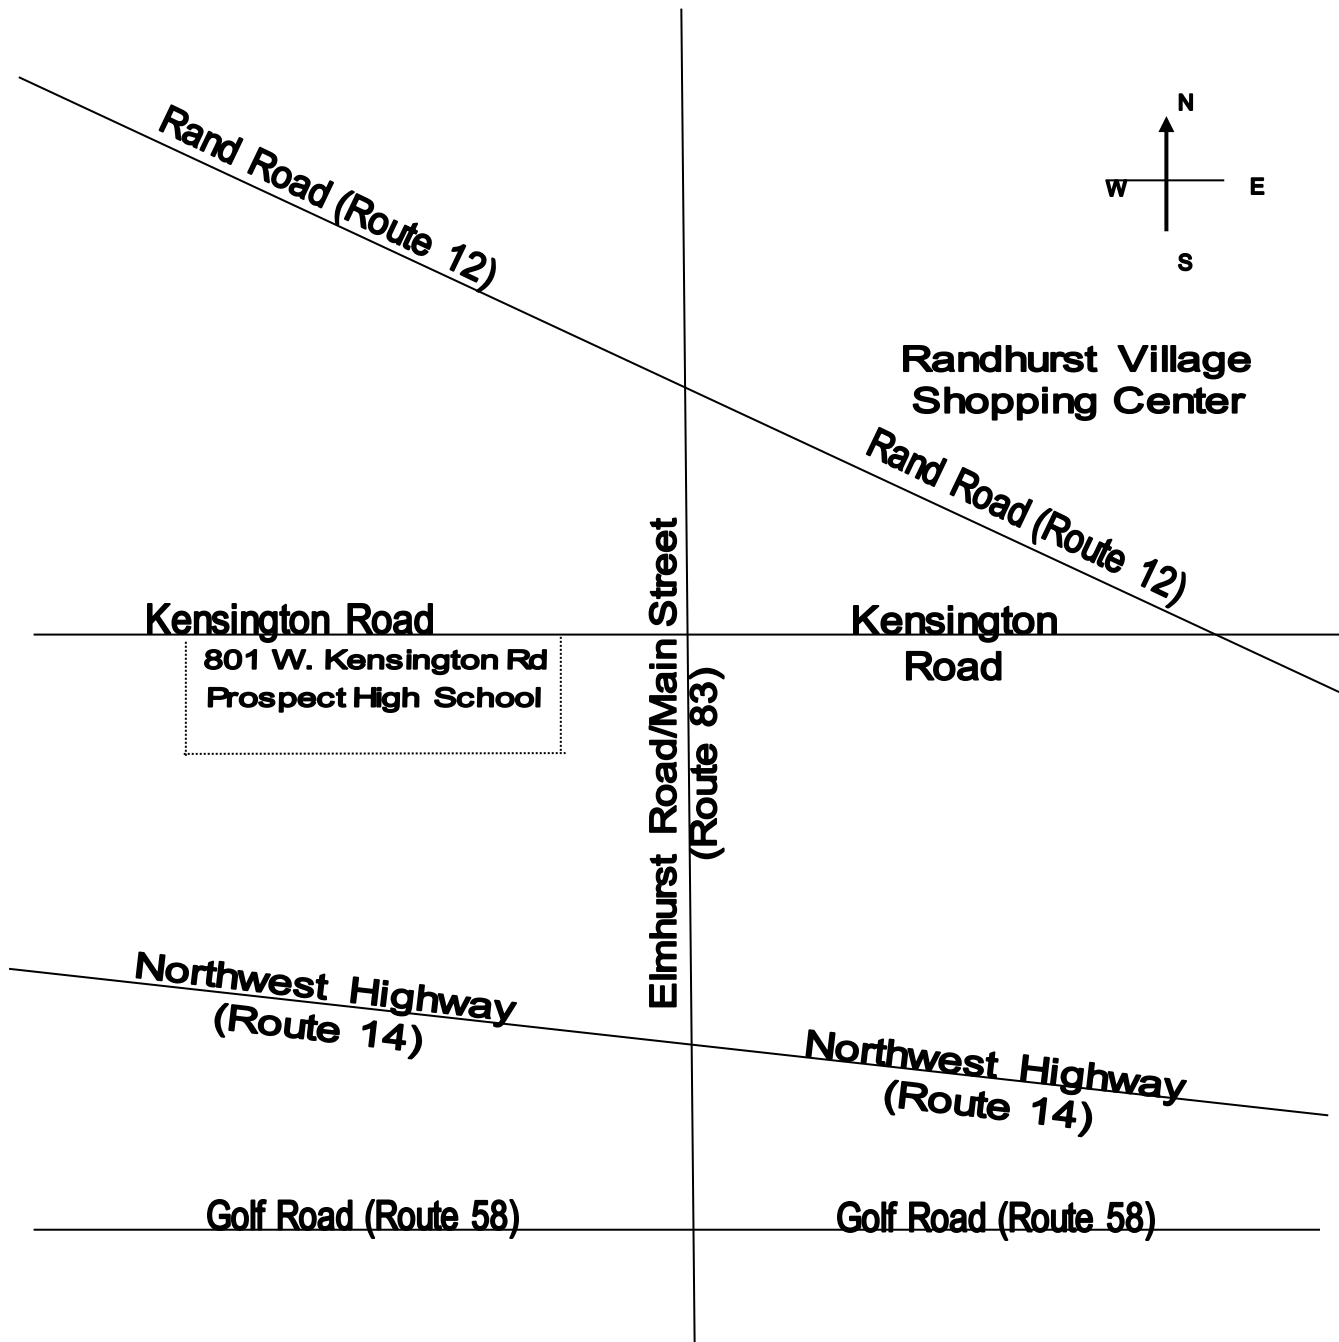 N
Rand Road (Route 12)
W
E
S
Randhurst Village
Shopping Center
Rand Road (Route 12)
Elmhurst Road/Main Street
(Route 83)
Kensington Road
Kensington
Road
801 W. Kensington Rd
Prospect High School
Northwest Highway
(Route 14)
Northwest Highway
(Route 14)
Golf Road (Route 58)
Golf Road (Route 58)